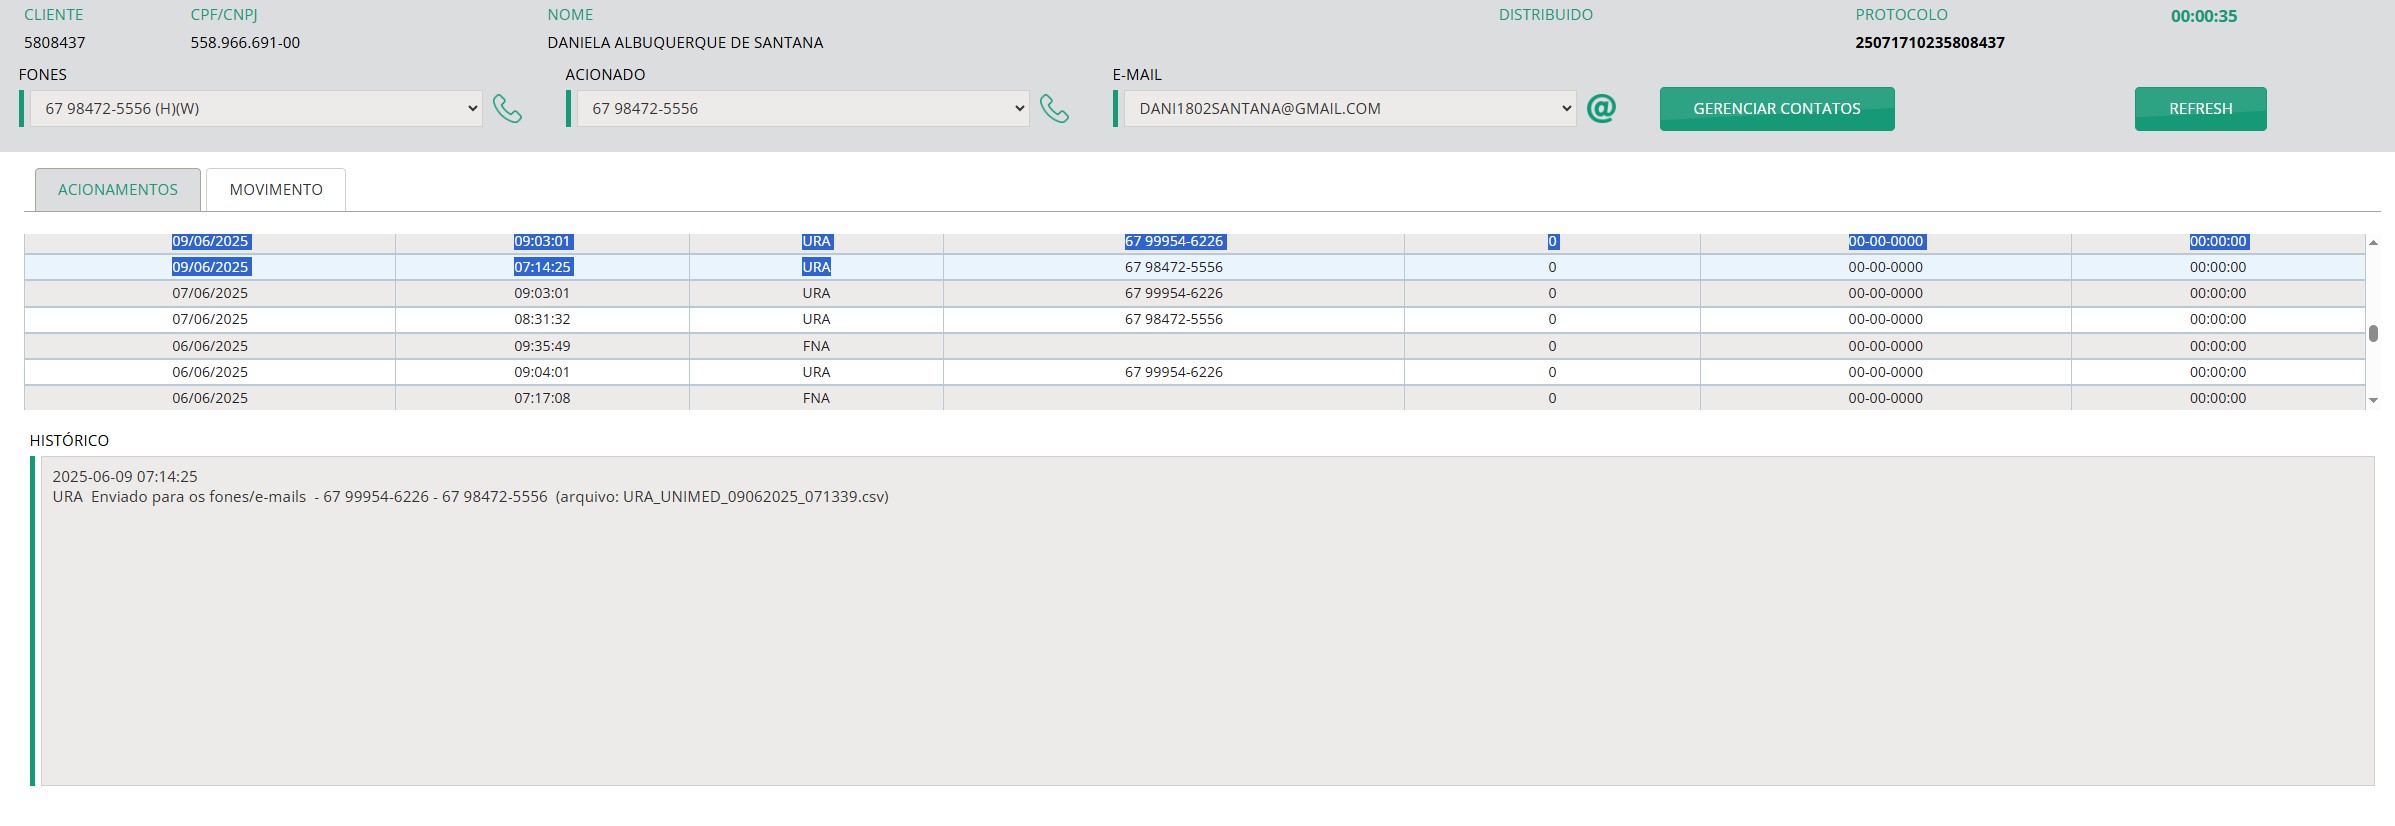 CLIENTE CPF/CNPJ NOME DISTRIBUIDO PROTOCOLO 00:00:35
5808437 558.966.691-00 DANIELA ALBUQUERQUE DE SANTANA 25071710235808437
FONES ACIONADO E-MAIL
67 98472-5556 (H)(W) 67 98472-5556 DANI1802SANTANA@GMAIL.COM @ GERENCIAR CONTATOS REFRESH
ACIONAMENTOS MOVIMENTO
09/06/2025 09:03:01 URA 67 99954-6226 0 00-00-0000 00:00:00
09/06/2025 07:14:25 URA 67 98472-5556 0 00-00-0000 00:00:00
07/06/2025 09:03:01 URA 67 99954-6226 0 00-00-0000 00:00:00
07/06/2025 08:31:32 URA 67 98472-5556 0 00-00-0000 00:00:00
06/06/2025 09:35:49 FNA 0 00-00-0000 00:00:00
06/06/2025 09:04:01 URA 67 99954-6226 0 00-00-0000 00:00:00
06/06/2025 07:17:08 FNA 0 00-00-0000 00:00:00
HISTÓRICO
2025-06-09 07:14:25
URA Enviado para os fones/e-mails - 67 99954-6226 - 67 98472-5556 (arquivo: URA_UNIMED_09062025_071339.csv)